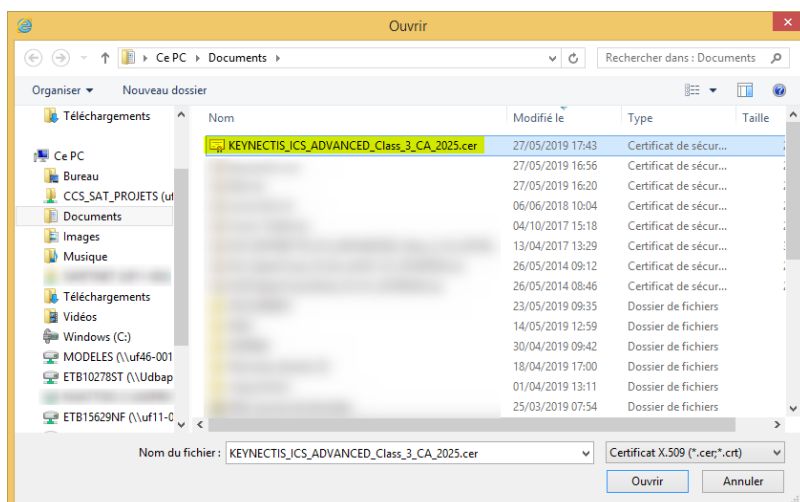 Ouvrir
Ce PC Documents
Rechercher dans : Documents
Organiser Nouveau dossier
Téléchargements
Ce PC
Bureau
CCS_SAT_PROJETS (uf
Documents
Images
Musique
Téléchargements
Vidéos
Windows (C:)
MODELES (\\uf46-001
ETB10278ST (\\Udbap
ETB15629NF (\\uf11-0
Nom Modifié le Type Taille
KEYNECTIS_ICS_ADVANCED_Class_3_CA_2025.cer 27/05/2019 17:43 Certificat de sécur...
27/05/2019 16:56 Certificat de sécur...
27/05/2019 16:20 Certificat de sécur...
06/06/2018 10:04 Certificat de sécur...
04/10/2017 15:18 Certificat de sécur...
13/04/2017 13:29 Certificat de sécur...
26/05/2014 09:12 Certificat de sécur...
26/05/2014 08:46 Certificat de sécur...
23/05/2019 09:35 Dossier de fichiers
14/05/2019 12:59 Dossier de fichiers
30/04/2019 09:42 Dossier de fichiers
18/04/2019 17:00 Dossier de fichiers
01/04/2019 13:11 Dossier de fichiers
25/03/2019 07:54 Dossier de fichiers
Nom du fichier : KEYNECTIS_ICS_ADVANCED_Class_3_CA_2025.cer Certificat X.509 (*.cer;*.crt)
Ouvrir Annuler